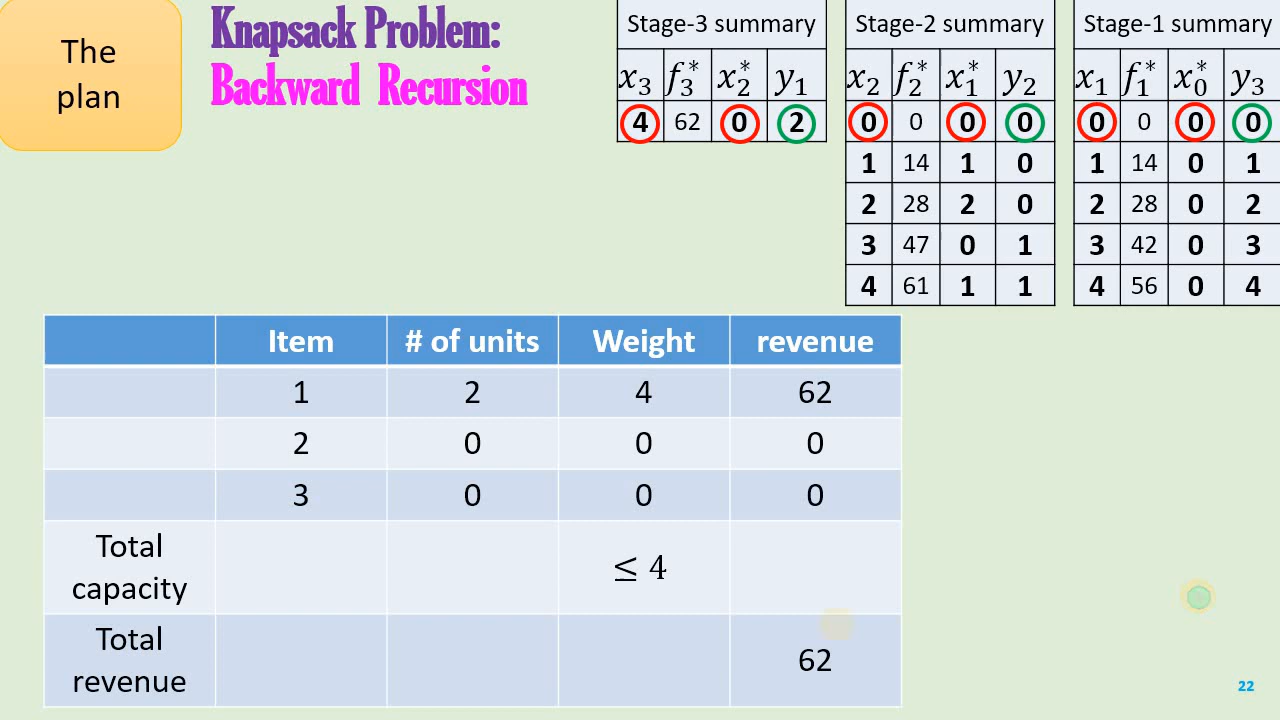 The
plan
Knapsack Problem:
Backward Recursion
Stage-3 summary
x₃ f₃* x₂* y₁
4 62 0 2
Stage-2 summary
x₂ f₂* x₁* y₂
0 0 0 0
1 14 1 0
2 28 2 0
3 47 0 1
4 61 1 1
Stage-1 summary
x₁ f₁* x₀* y₃
0 0 0 0
1 14 0 1
2 28 0 2
3 42 0 3
4 56 0 4
Item # of units Weight revenue
1 2 4 62
2 0 0 0
3 0 0 0
Total
capacity
≤ 4
Total
revenue
62
22